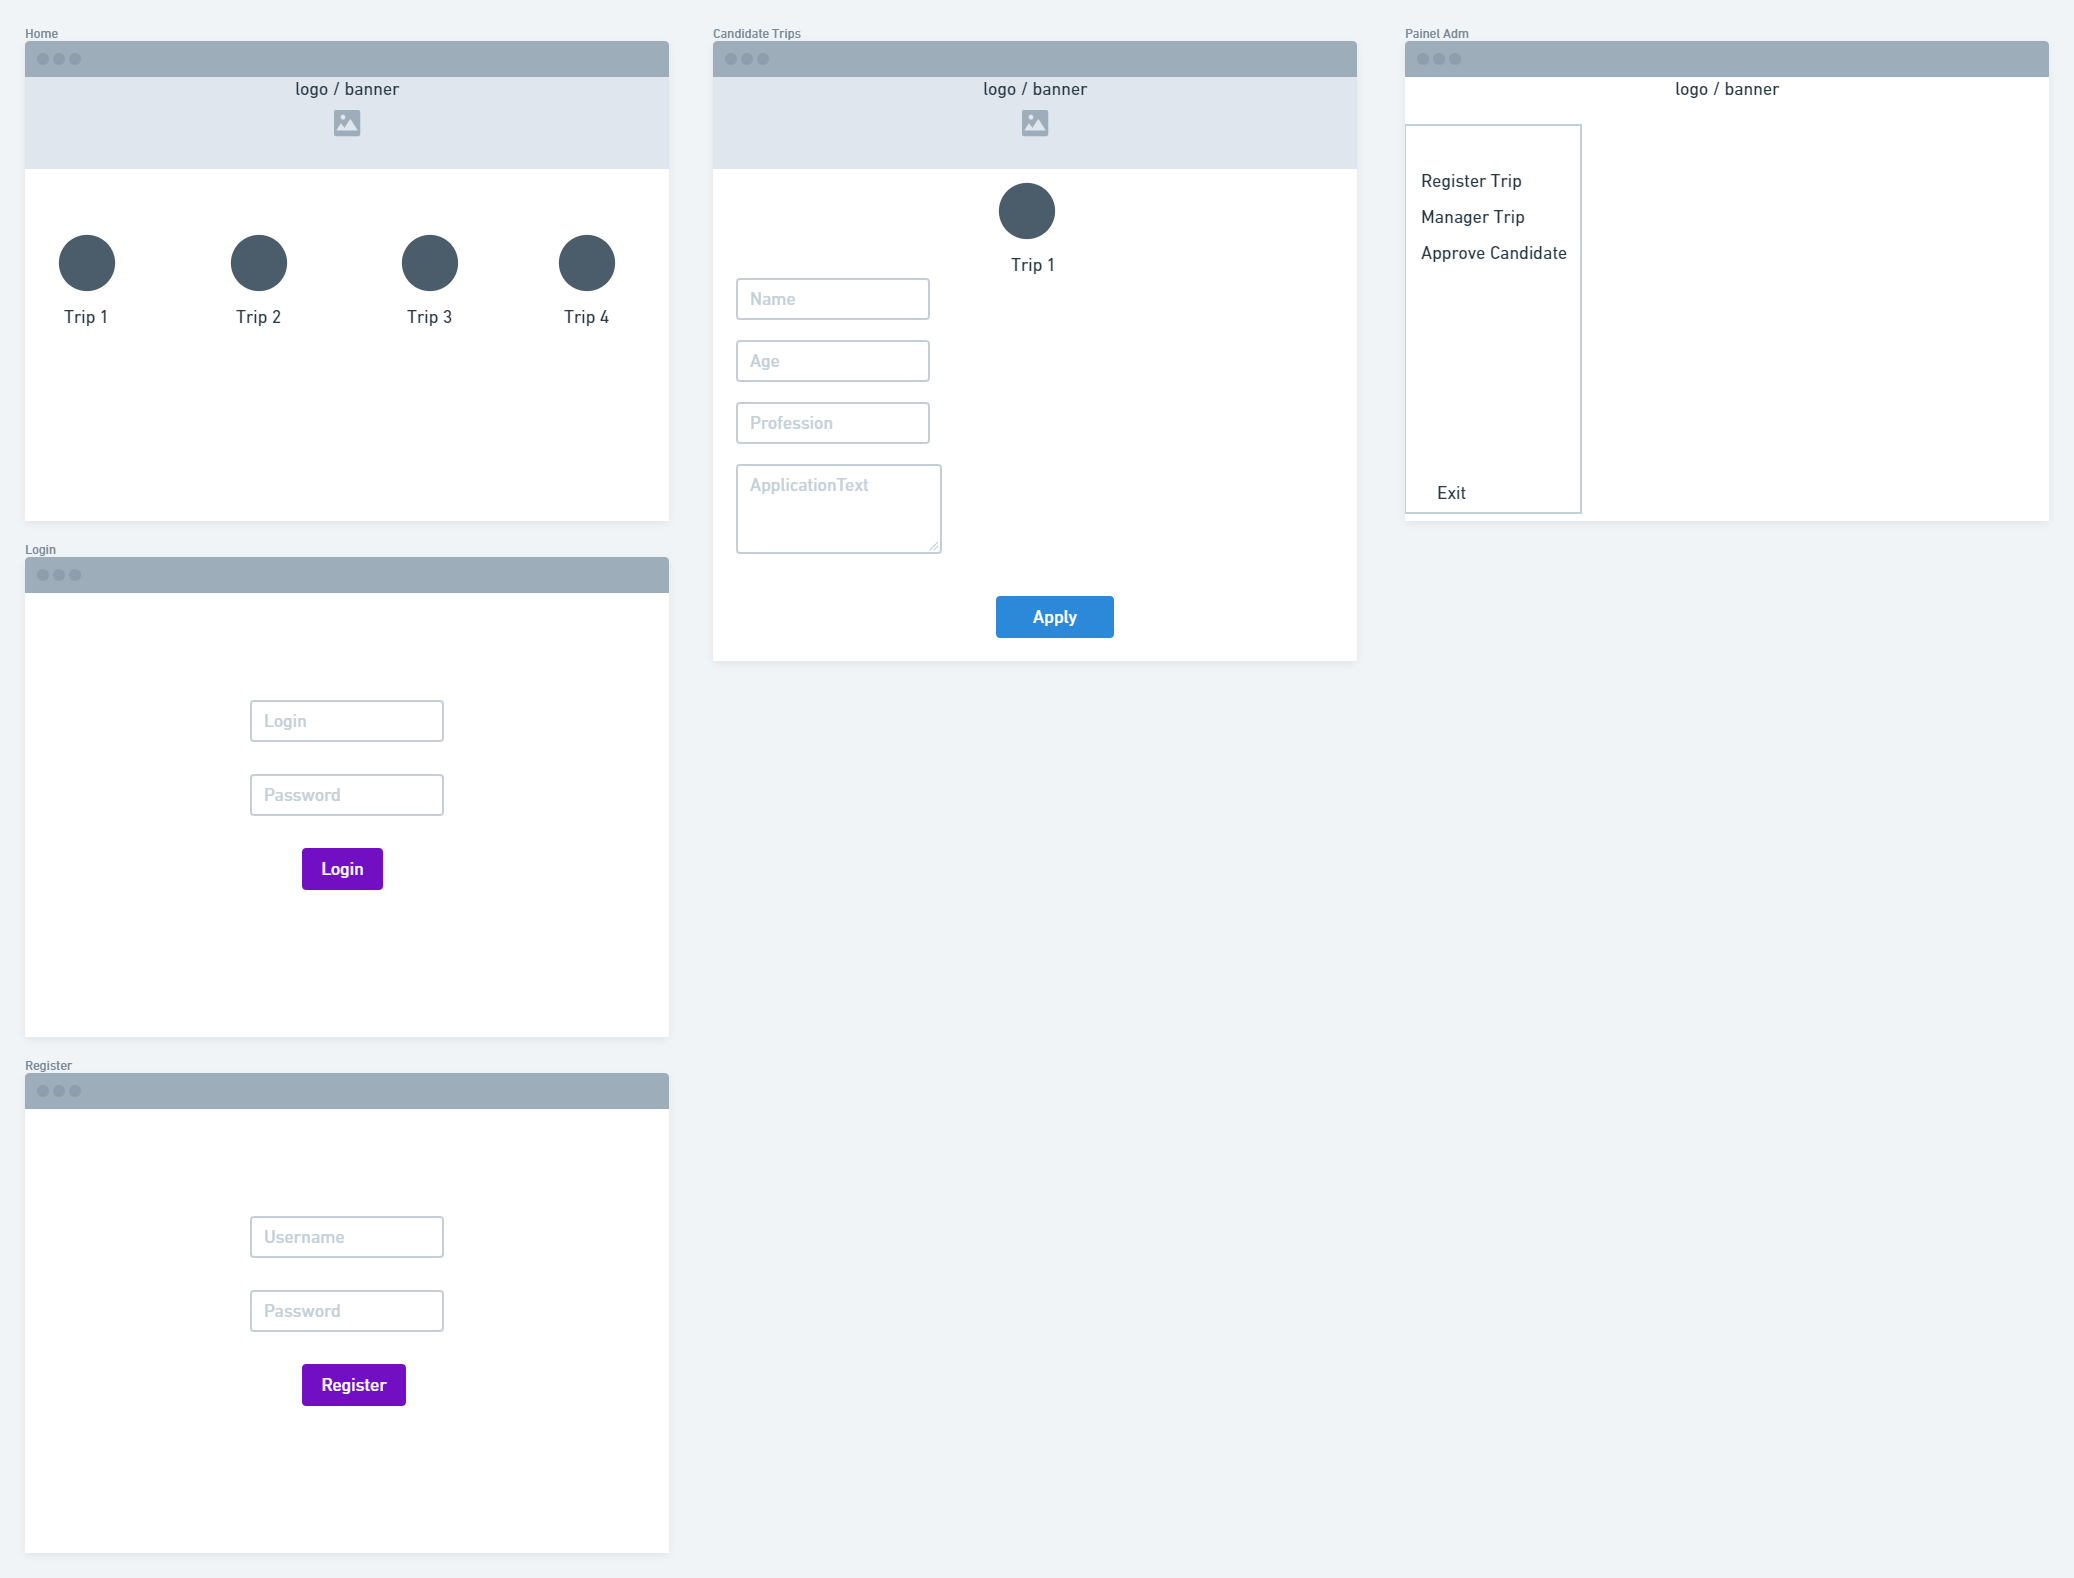 Home
logo / banner
Trip 1
Trip 2
Trip 3
Trip 4
Login
Login
Password
Login
Register
Username
Password
Register
Candidate Trips
logo / banner
Trip 1
Name
Age
Profession
ApplicationText
Apply
Painel Adm
logo / banner
Register Trip
Manager Trip
Approve Candidate
Exit